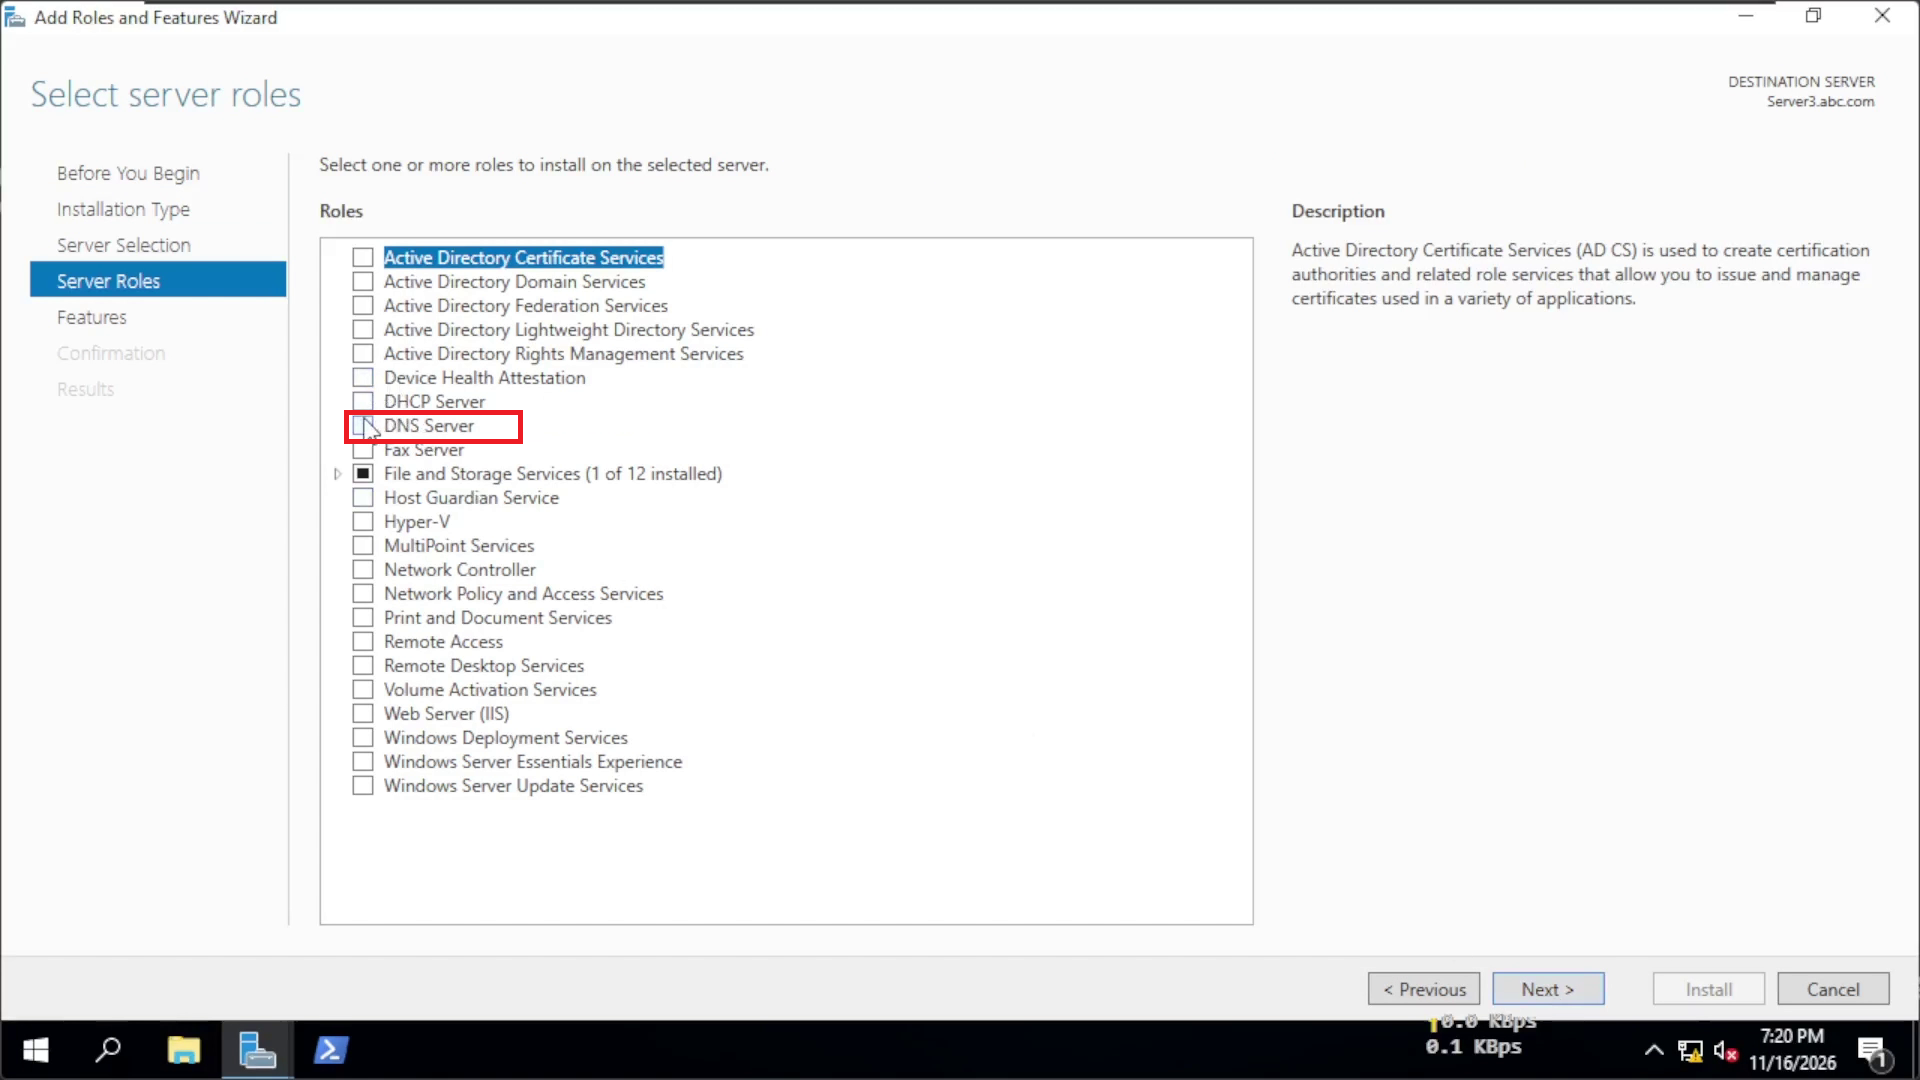 Add Roles and Features Wizard
Select server roles
DESTINATION SERVER
Server3.abc.com
Before You Begin
Installation Type
Server Selection
Server Roles
Features
Confirmation
Results
Select one or more roles to install on the selected server.
Roles
Active Directory Certificate Services
Active Directory Domain Services
Active Directory Federation Services
Active Directory Lightweight Directory Services
Active Directory Rights Management Services
Device Health Attestation
DHCP Server
DNS Server
Fax Server
File and Storage Services (1 of 12 installed)
Host Guardian Service
Hyper-V
MultiPoint Services
Network Controller
Network Policy and Access Services
Print and Document Services
Remote Access
Remote Desktop Services
Volume Activation Services
Web Server (IIS)
Windows Deployment Services
Windows Server Essentials Experience
Windows Server Update Services
Description
Active Directory Certificate Services (AD CS) is used to create certification
authorities and related role services that allow you to issue and manage
certificates used in a variety of applications.
< Previous
Next >
Install
Cancel
0.0 KBps
0.1 KBps
7:20 PM
11/16/2026
1